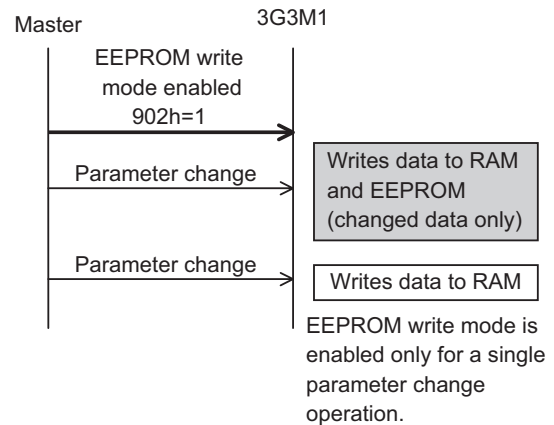 Master
3G3M1
EEPROM write
mode enabled
902h=1
Parameter change
Writes data to RAM
and EEPROM
(changed data only)
Parameter change
Writes data to RAM
EEPROM write mode is
enabled only for a single
parameter change
operation.